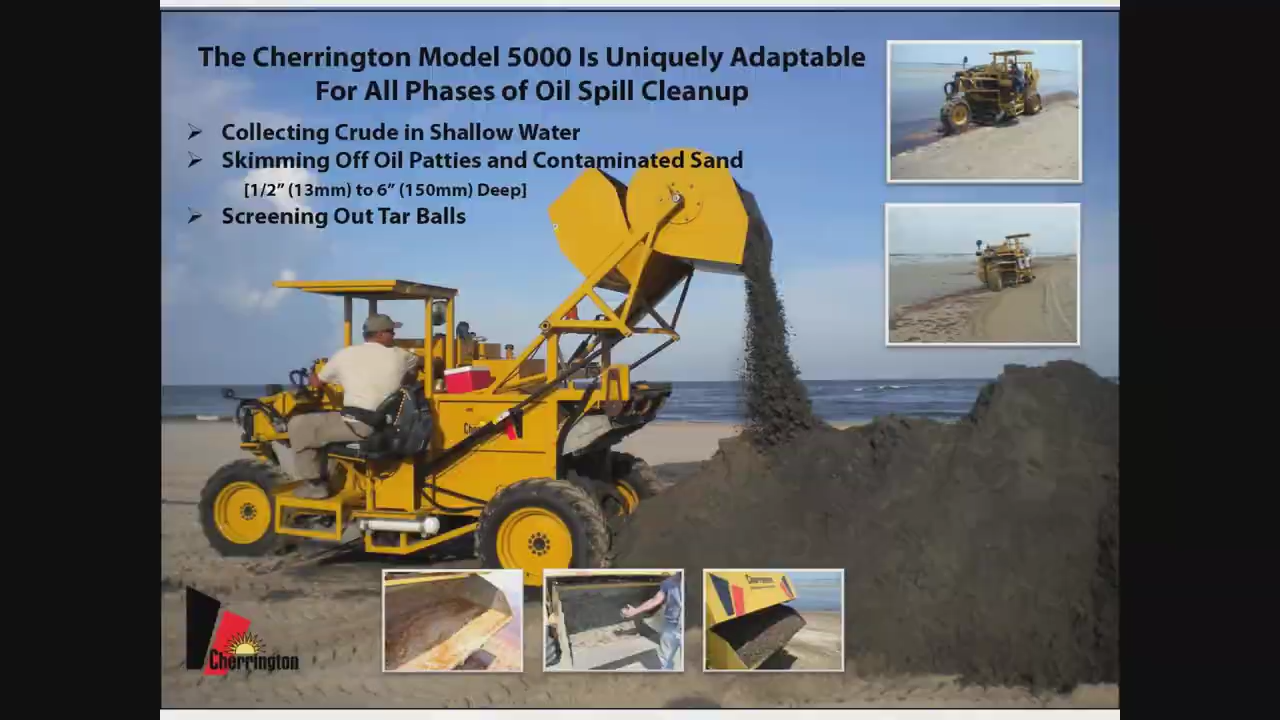 The Cherrington Model 5000 Is Uniquely Adaptable
For All Phases of Oil Spill Cleanup
➢ Collecting Crude in Shallow Water
➢ Skimming Off Oil Patties and Contaminated Sand
[1/2” (13mm) to 6” (150mm) Deep]
➢ Screening Out Tar Balls
Cherrington
Cherrington